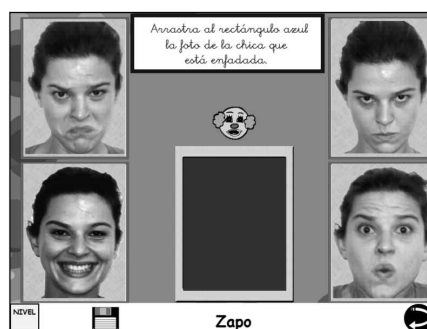 Arrastra al rectángulo azul
la foto de la chica que
está enfadada.
NIVEL
Zapo